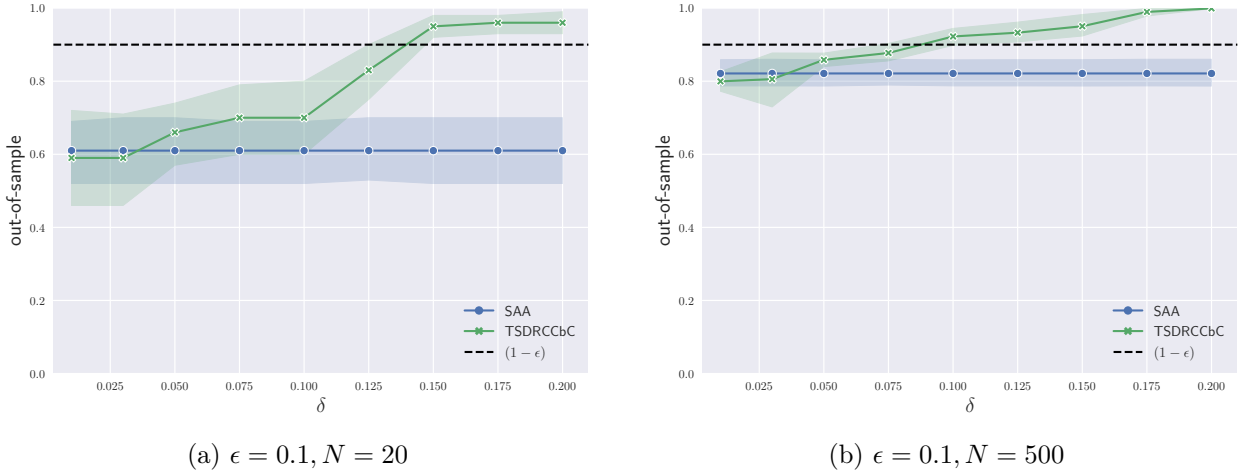 1.0
0.8
0.6
0.4
0.2
0.0
out-of-sample
0.025 0.050 0.075 0.100 0.125 0.150 0.175 0.200
δ
SAA
TSDRCCbC
(1 − ϵ)
(a) ϵ = 0.1, N = 20
1.0
0.8
0.6
0.4
0.2
0.0
out-of-sample
0.025 0.050 0.075 0.100 0.125 0.150 0.175 0.200
δ
SAA
TSDRCCbC
(1 − ϵ)
(b) ϵ = 0.1, N = 500